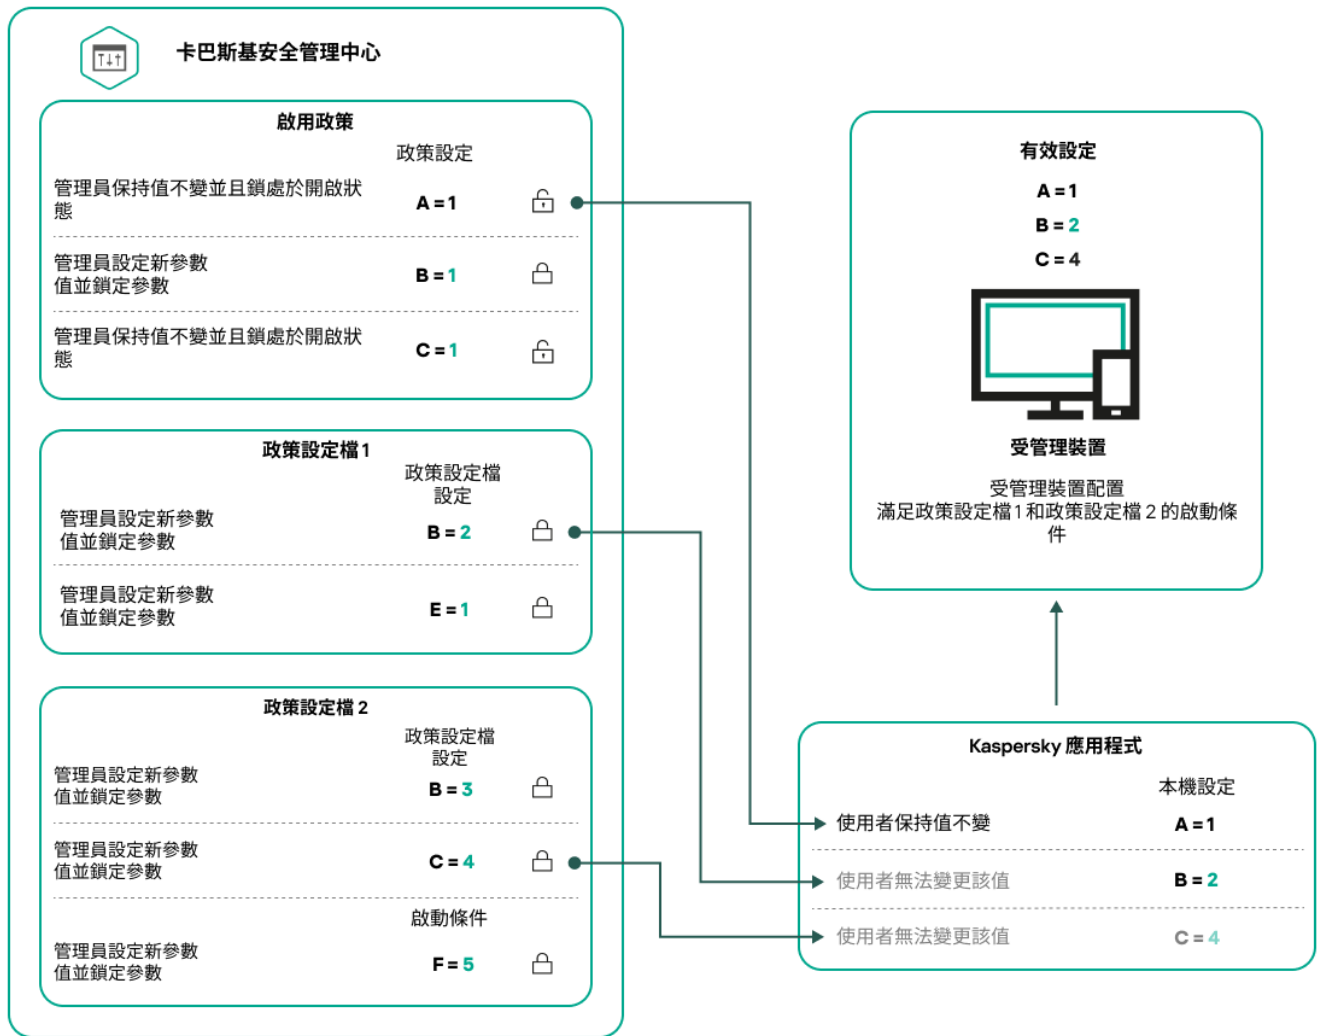 卡巴斯基安全管理中心
啟用政策
政策設定
管理員保持值不變並且鎖處於開啟狀
態
A = 1
管理員設定新參數
值並鎖定參數
B = 1
管理員保持值不變並且鎖處於開啟狀
態
C = 1
政策設定檔 1
政策設定檔
設定
管理員設定新參數
值並鎖定參數
B = 2
管理員設定新參數
值並鎖定參數
E = 1
政策設定檔 2
政策設定檔
設定
管理員設定新參數
值並鎖定參數
B = 3
管理員設定新參數
值並鎖定參數
C = 4
啟動條件
管理員設定新參數
值並鎖定參數
F = 5
有效設定
A = 1
B = 2
C = 4
受管理裝置
受管理裝置配置
滿足政策設定檔 1 和政策設定檔 2 的啟動條
件
Kaspersky 應用程式
本機設定
使用者保持值不變
A = 1
使用者無法變更該值
B = 2
使用者無法變更該值
C = 4